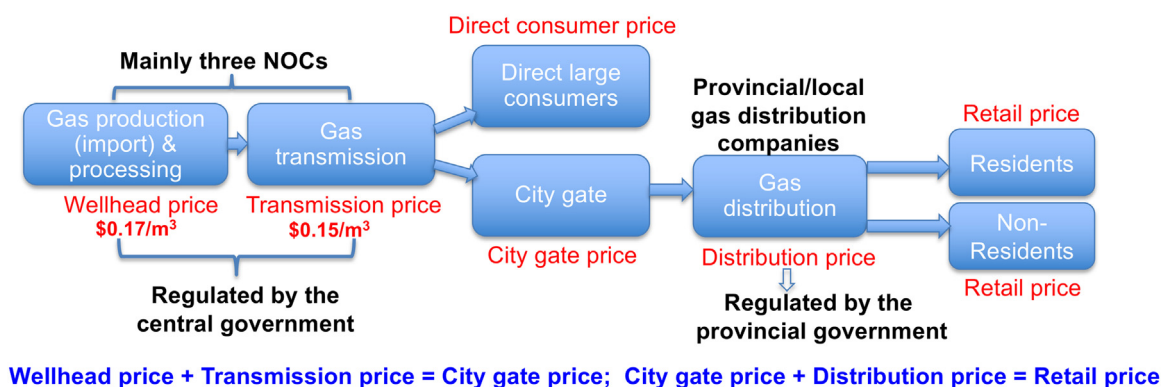 Direct consumer price
Mainly three NOCs
Gas production
(import) &
processing
Gas
transmission
Direct large
consumers
Provincial/local
gas distribution
companies
Retail price
Residents
City gate
Gas
distribution
Non-
Residents
Wellhead price
$0.17/m³
Transmission price
$0.15/m³
City gate price
Distribution price
Retail price
Regulated by the
central government
Regulated by the
provincial government
Wellhead price + Transmission price = City gate price; City gate price + Distribution price = Retail price